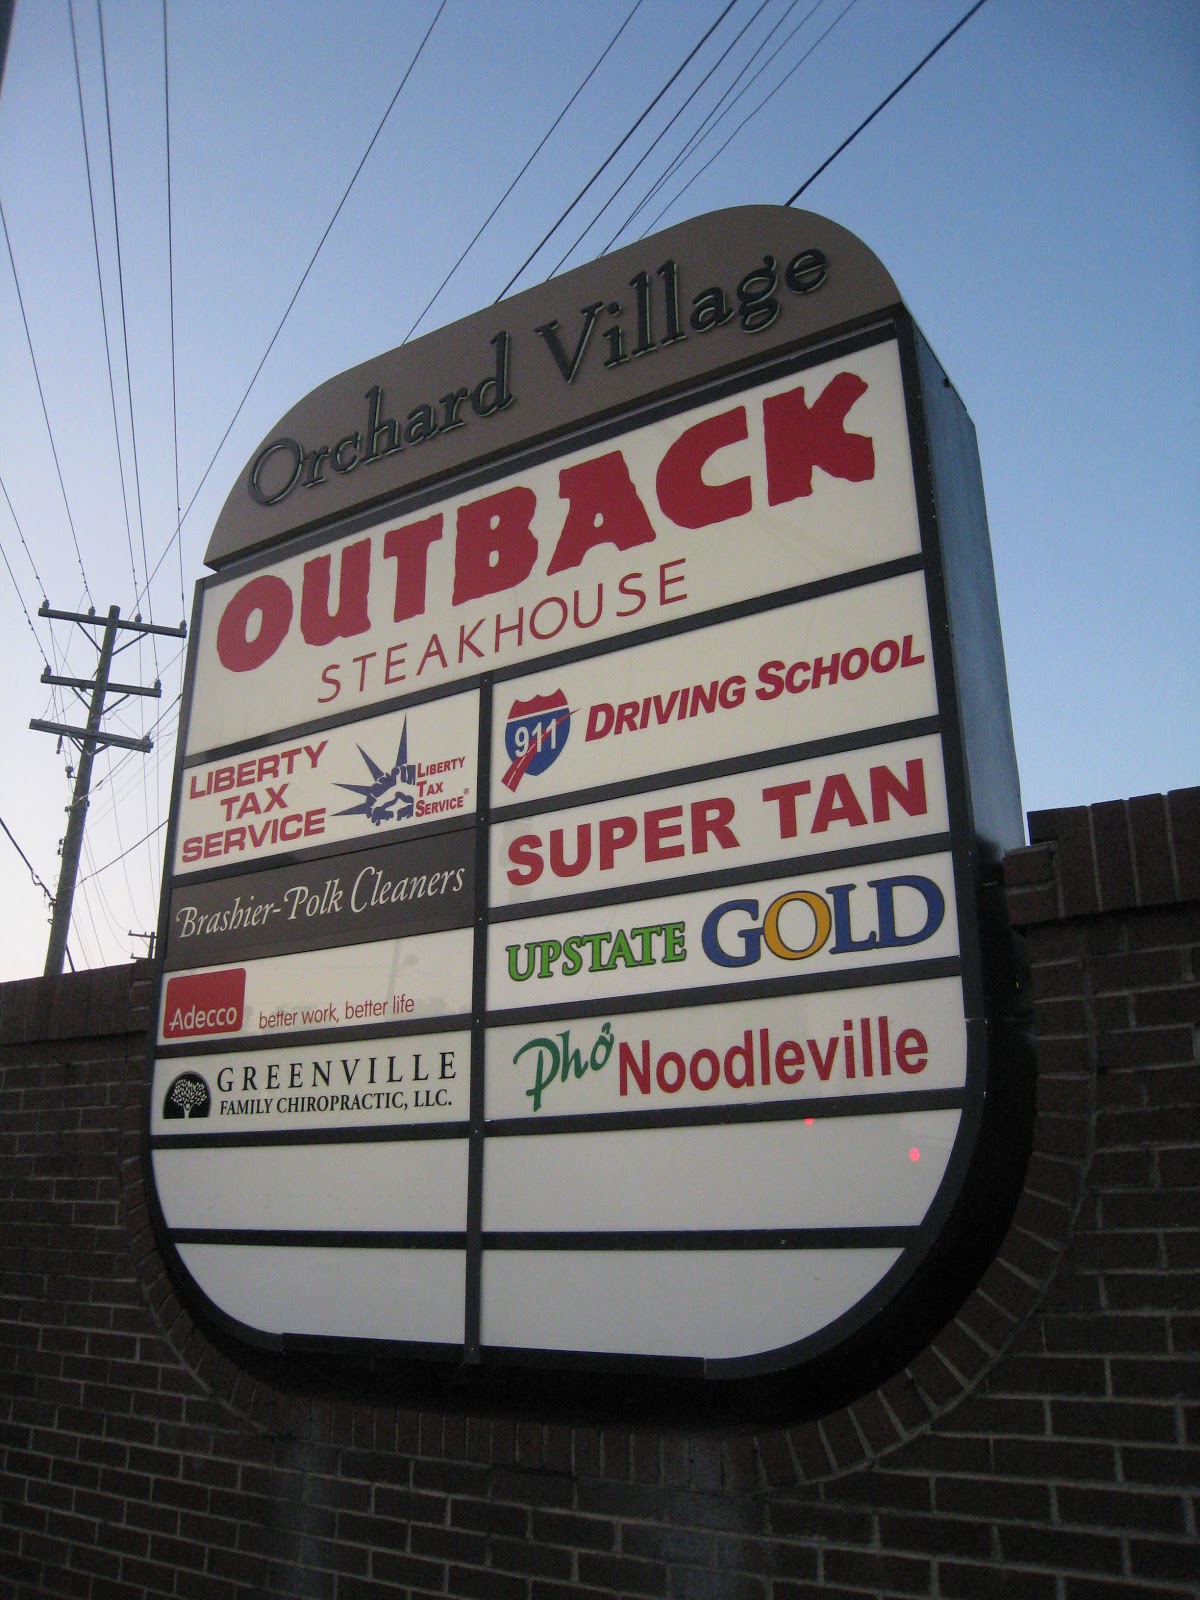 Orchard Village
OUTBACK
STEAKHOUSE
LIBERTY
TAX
SERVICE
LIBERTY
TAX
SERVICE®
Brashier-Polk Cleaners
Adecco
better work, better life
GREENVILLE
FAMILY CHIROPRACTIC, LLC.
911
DRIVING SCHOOL
SUPER TAN
UPSTATE GOLD
Phở Noodleville